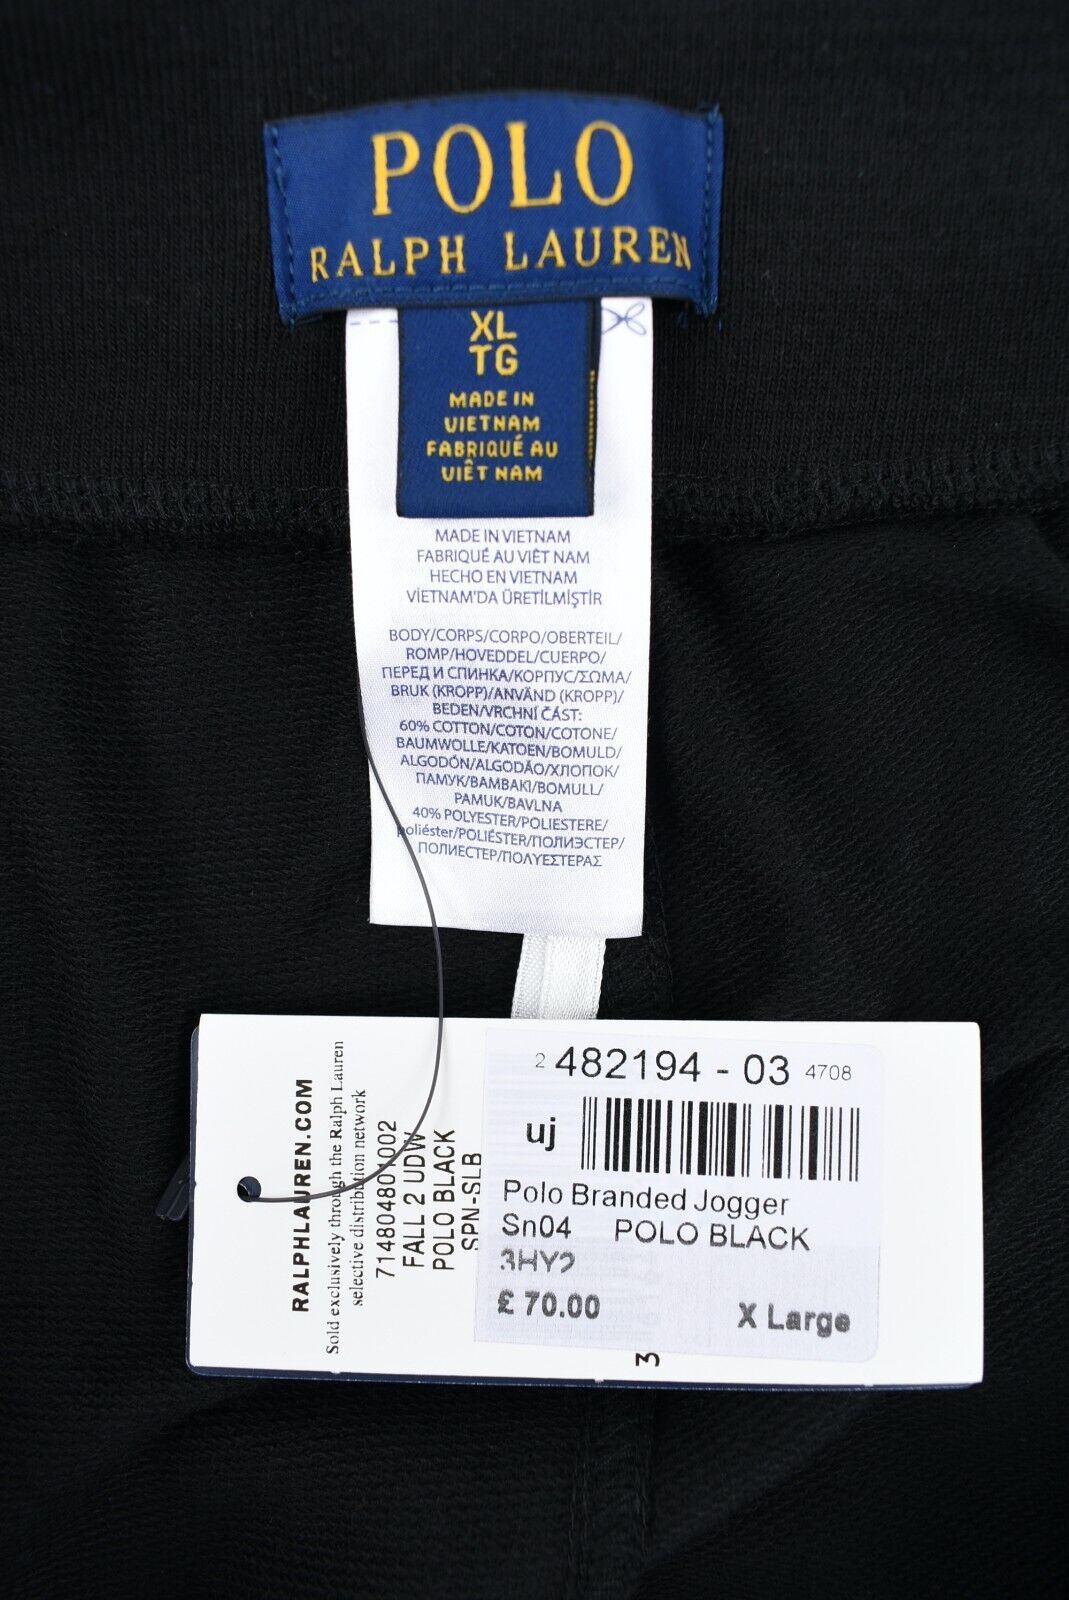 POLO
RALPH LAUREN
XL
TG
MADE IN
VIETNAM
FABRIQUÉ AU
VIÊT NAM
MADE IN VIETNAM
FABRIQUÉ AU VIÊT NAM
HECHO EN VIETNAM
VİETNAM'DA ÜRETİLMİŞTİR
BODY/CORPS/CORPO/OBERTEIL/
ROMP/HOVEDDEL/CUERPO/
ПЕРЕД И СПИНКА/КОРПУС/ΣΩΜΑ/
BRUK (KROPP)/ANVÄND (KROPP)/
BEDEN/VRCHNÍ ČÁST:
60% COTTON/COTON/COTONE/
BAUMWOLLE/KATOEN/BOMULD/
ALGODÓN/ALGODÃO/ХЛОПОК/
ПАМУК/ΒΑΜΒΑΚΙ/BOMULL/
PAMUK/BAVLNA
40% POLYESTER/POLIESTERE/
poliéster/POLIÉSTER/ПОЛИЭСТЕР/
ПОЛИЕСТЕР/ΠΟΛΥΕΣΤΕΡΑΣ
RALPHLAUREN.COM
Sold exclusively through the Ralph Lauren
selective distribution network
714804801002
FALL 2 UDW
POLO BLACK
SPN-SLB
2 482194 - 03 4708
uj
Polo Branded Jogger
Sn04 POLO BLACK
3HY2
£ 70.00 X Large
3